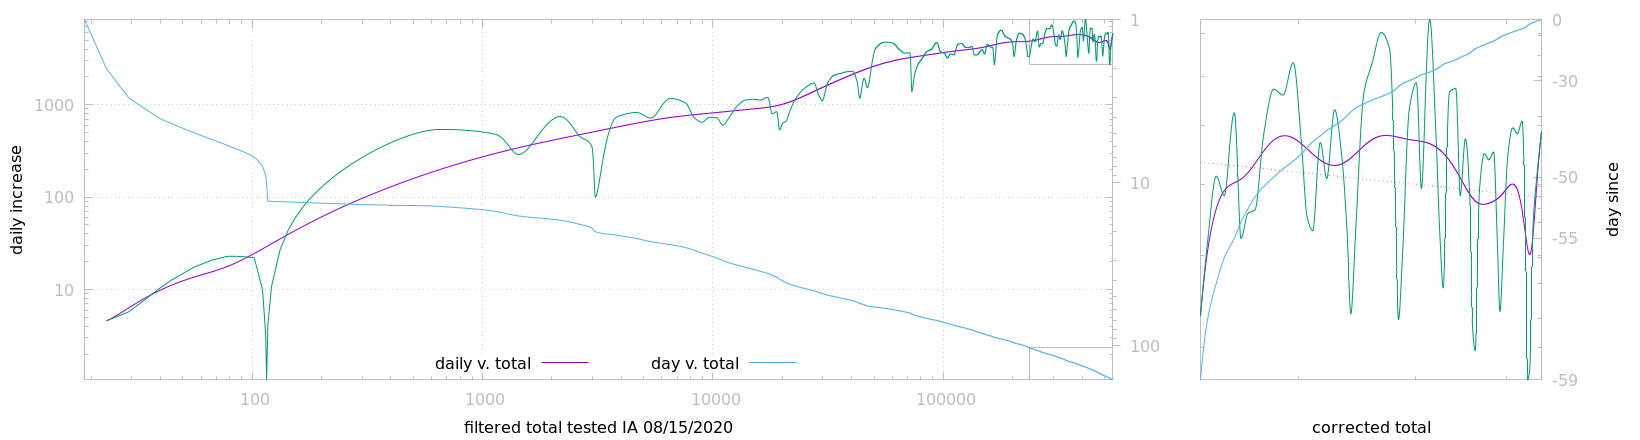 1000
100
10
daily increase
1
10
100
daily v. total
day v. total
100
1000
10000
100000
filtered total tested IA 08/15/2020
0
-30
-50
-55
-59
day since
corrected total